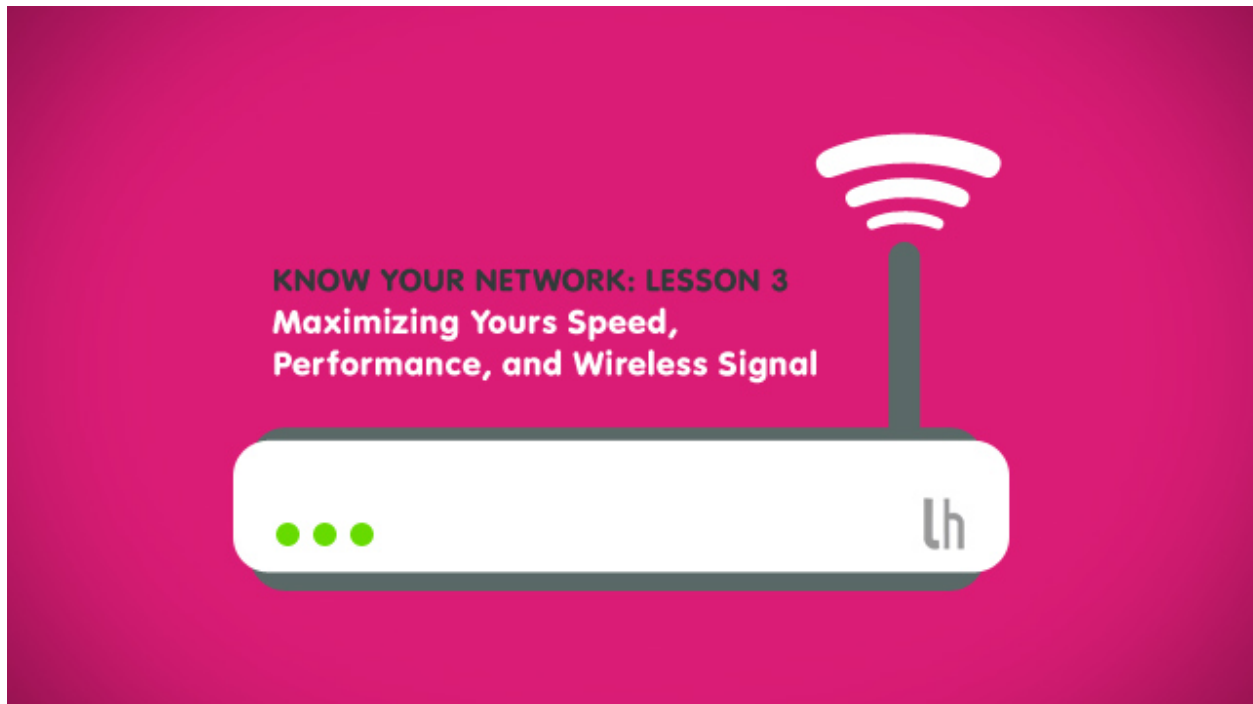 KNOW YOUR NETWORK: LESSON 3
Maximizing Yours Speed,
Performance, and Wireless Signal
lh